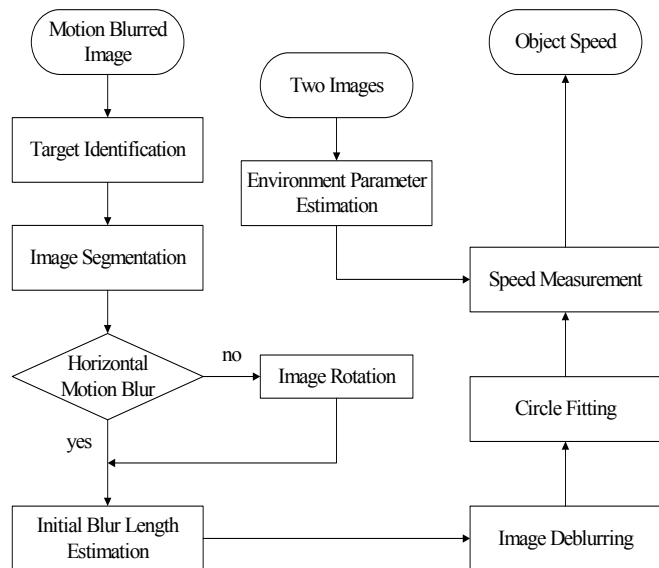 Motion Blurred
Image
Target Identification
Image Segmentation
Horizontal
Motion Blur
no
yes
Image Rotation
Initial Blur Length
Estimation
Two Images
Environment Parameter
Estimation
Object Speed
Speed Measurement
Circle Fitting
Image Deblurring